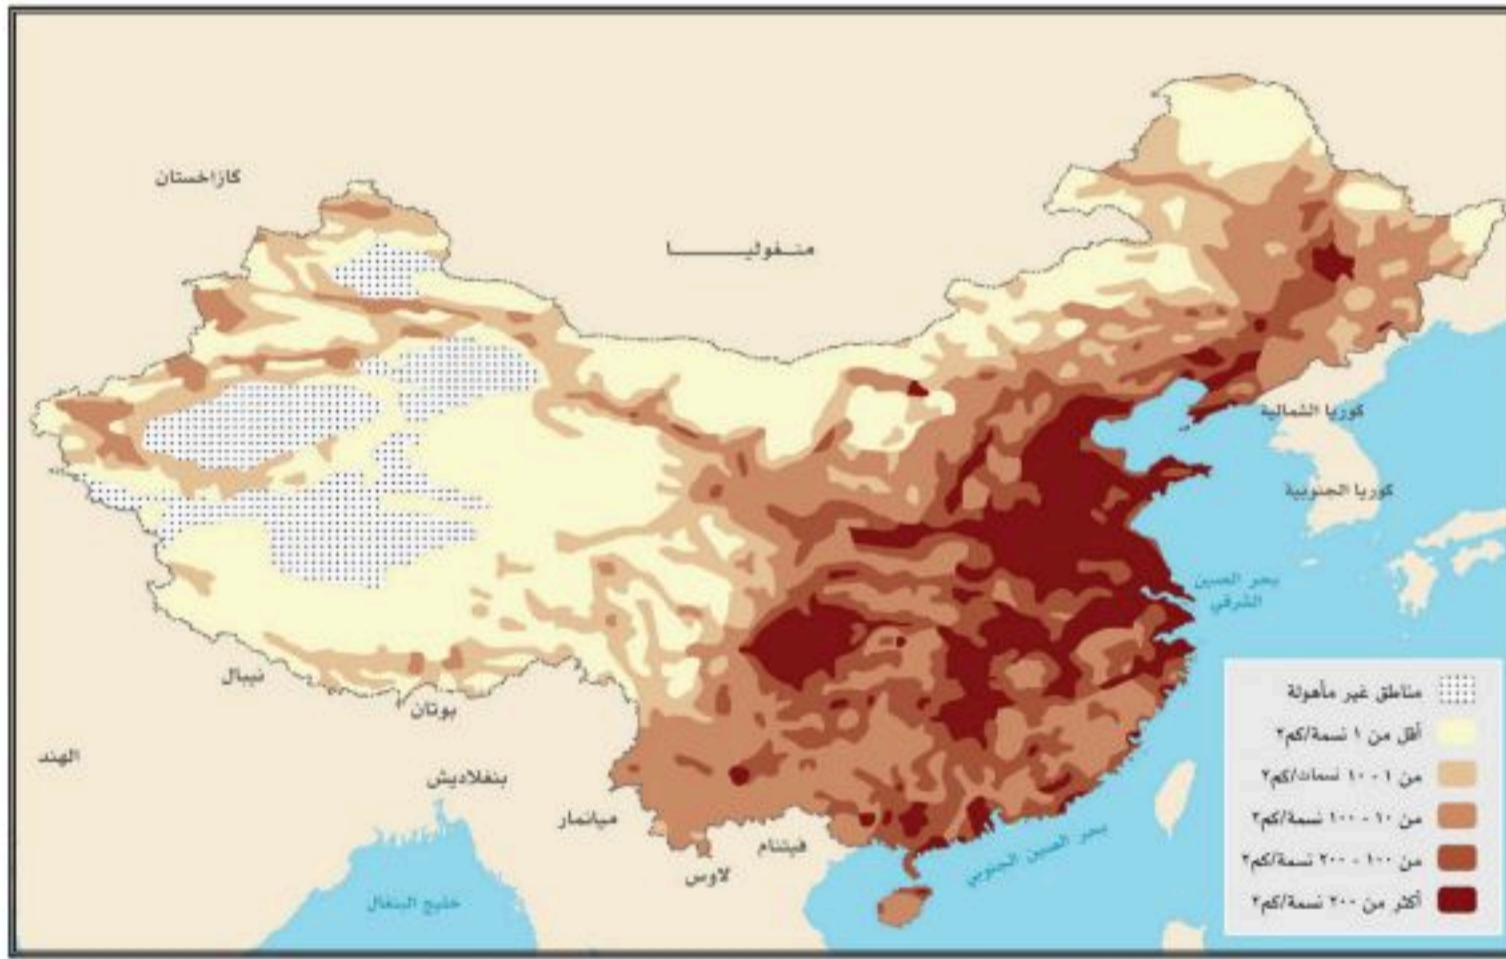 كازاخستان
منغوليـــــــا
كوريا الشمالية
كوريا الجنوبية
بحر الصين
الشرقي
نيبال
بوتان
الهند
بنغلاديش
ميانمار
فيتنام
لاوس
بحر الصين الجنوبي
خليج البنغال
مناطق غير مأهولة
أقل من ١ نسمة/كم٢
من ١ - ١٠ نسمات/كم٢
من ١٠ - ١٠٠ نسمة/كم٢
من ١٠٠ - ٢٠٠ نسمة/كم٢
أكثر من ٢٠٠ نسمة/كم٢